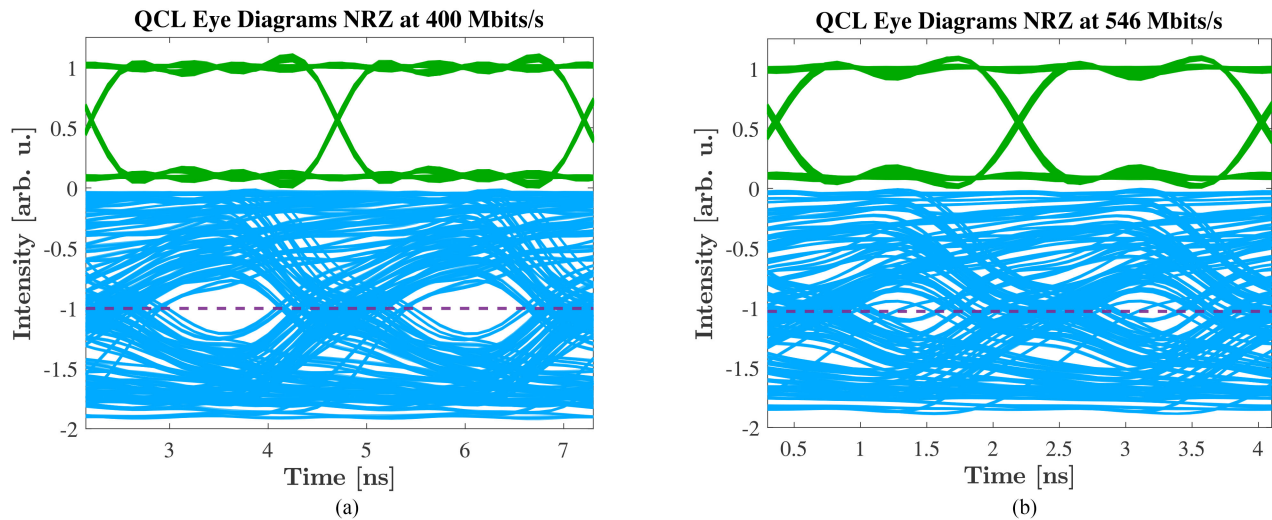 QCL Eye Diagrams NRZ at 400 Mbits/s
Intensity [arb. u.]
1
0.5
0
-0.5
-1
-1.5
-2
3 4 5 6 7
Time [ns]
(a)
QCL Eye Diagrams NRZ at 546 Mbits/s
Intensity [arb. u.]
1
0.5
0
-0.5
-1
-1.5
-2
0.5 1 1.5 2 2.5 3 3.5 4
Time [ns]
(b)